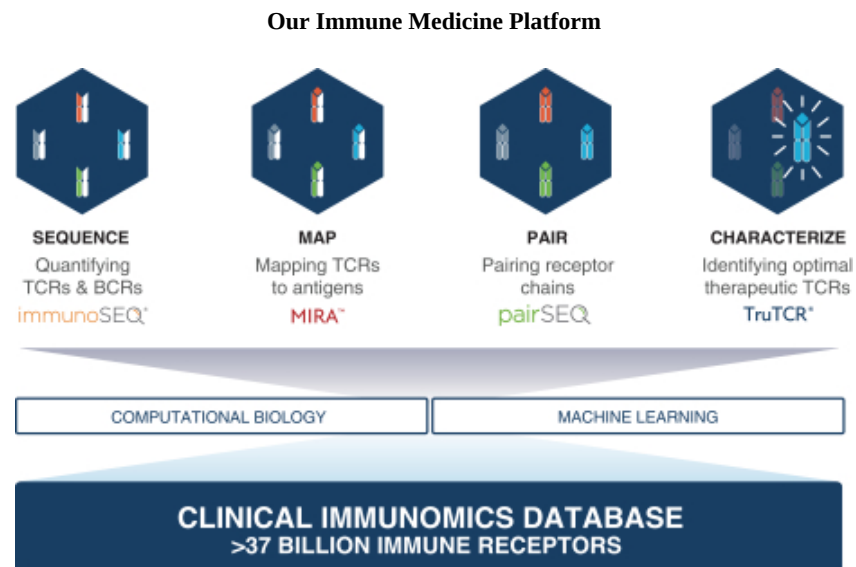 Our Immune Medicine Platform
SEQUENCE
Quantifying
TCRs & BCRs
immunoSEQ®
MAP
Mapping TCRs
to antigens
MIRA™
PAIR
Pairing receptor
chains
pairSEQ
CHARACTERIZE
Identifying optimal
therapeutic TCRs
TruTCR®
COMPUTATIONAL BIOLOGY
MACHINE LEARNING
CLINICAL IMMUNOMICS DATABASE
>37 BILLION IMMUNE RECEPTORS